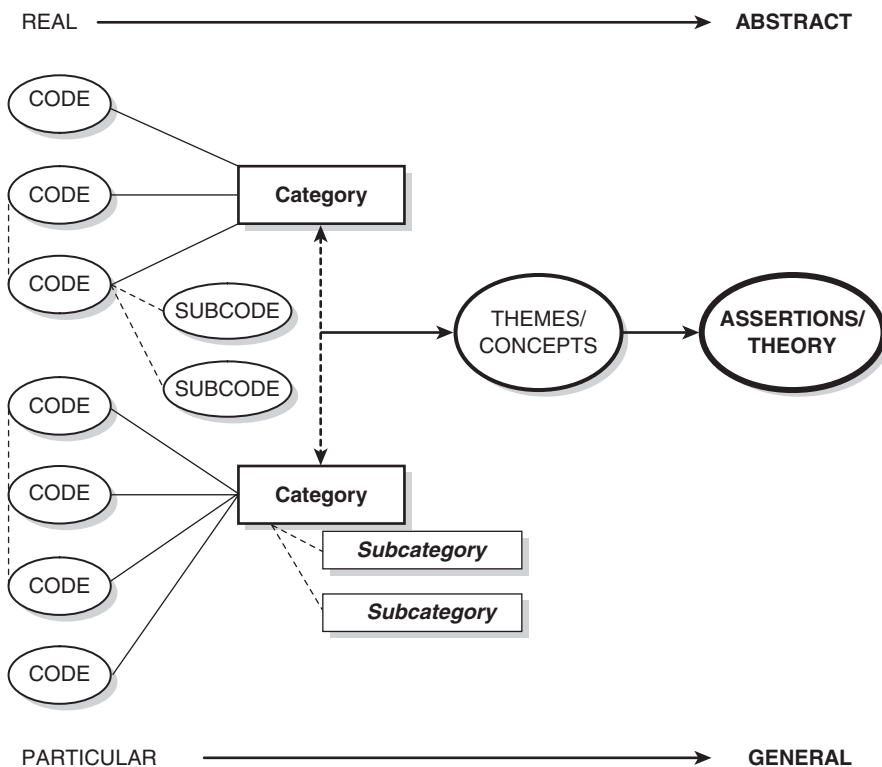 REAL
ABSTRACT
CODE
CODE
Category
CODE
SUBCODE
THEMES/
CONCEPTS
ASSERTIONS/
THEORY
SUBCODE
CODE
CODE
Category
Subcategory
CODE
Subcategory
CODE
PARTICULAR
GENERAL